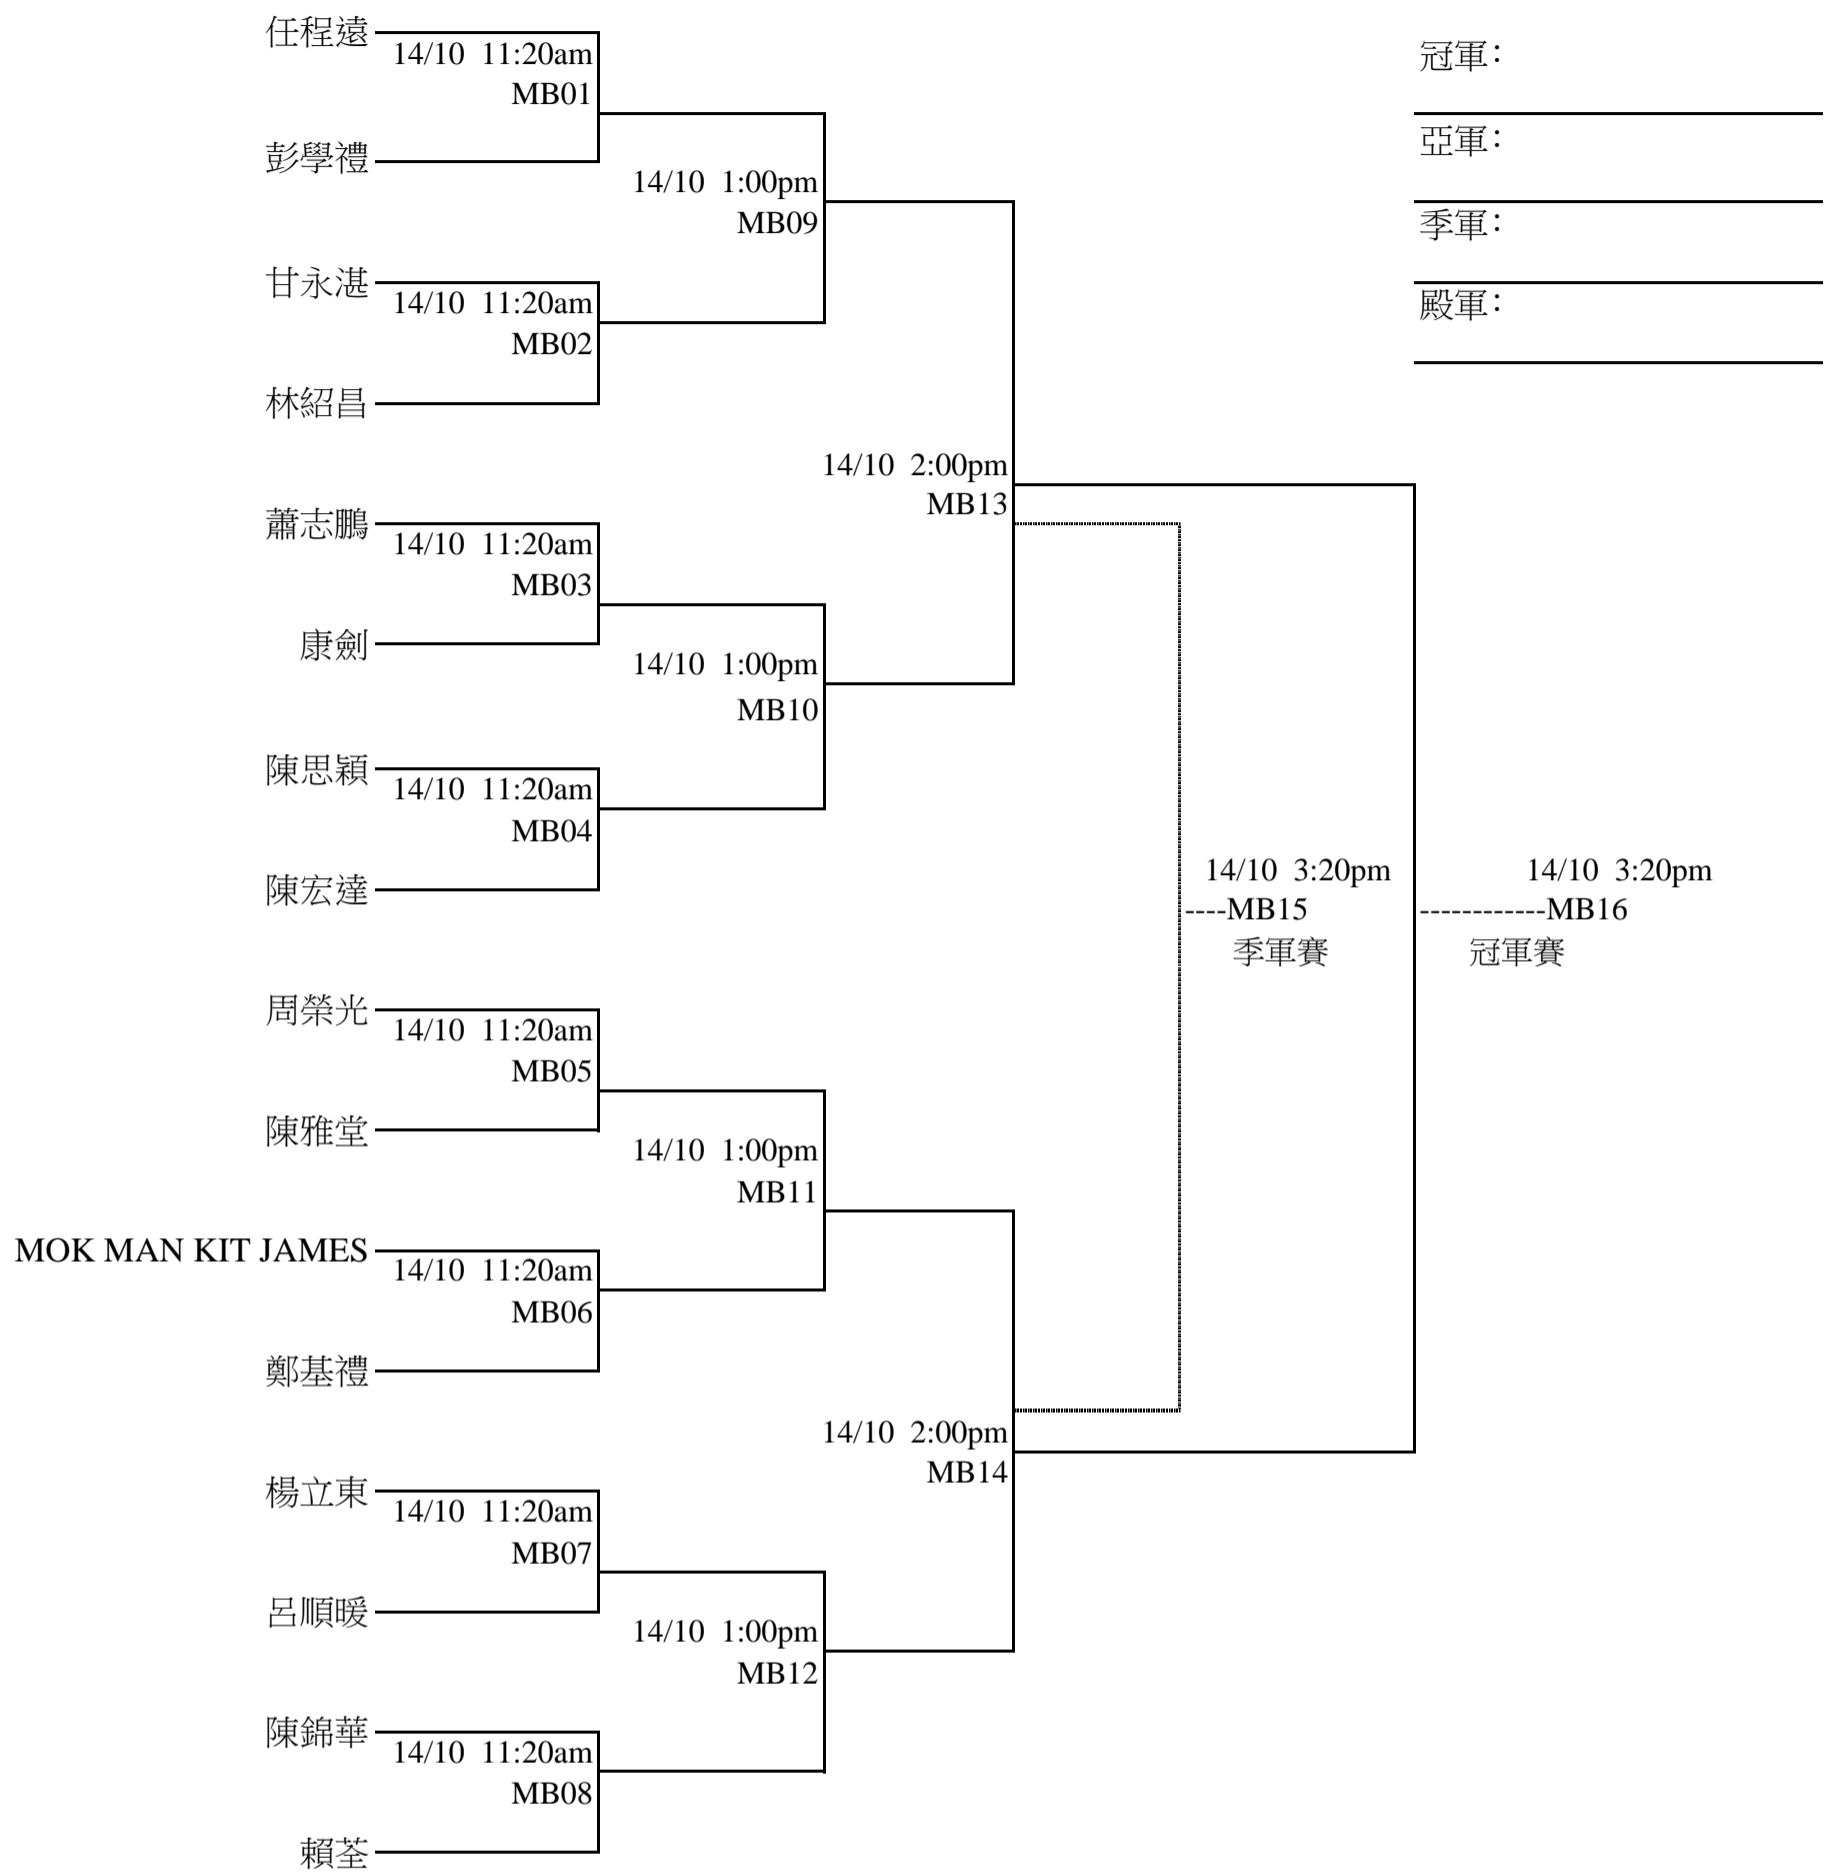 任程遠
14/10 11:20am
MB01
彭學禮
14/10 1:00pm
MB09
甘永湛
14/10 11:20am
MB02
林紹昌
14/10 2:00pm
MB13
蕭志鵬
14/10 11:20am
MB03
康劍
14/10 1:00pm
MB10
陳思穎
14/10 11:20am
MB04
陳宏達
14/10 3:20pm
----MB15
季軍賽
14/10 3:20pm
------------MB16
冠軍賽
周榮光
14/10 11:20am
MB05
陳雅堂
14/10 1:00pm
MB11
MOK MAN KIT JAMES
14/10 11:20am
MB06
鄭基禮
14/10 2:00pm
MB14
楊立東
14/10 11:20am
MB07
呂順暖
14/10 1:00pm
MB12
陳錦華
14/10 11:20am
MB08
賴荃
冠軍:
亞軍:
季軍:
殿軍: